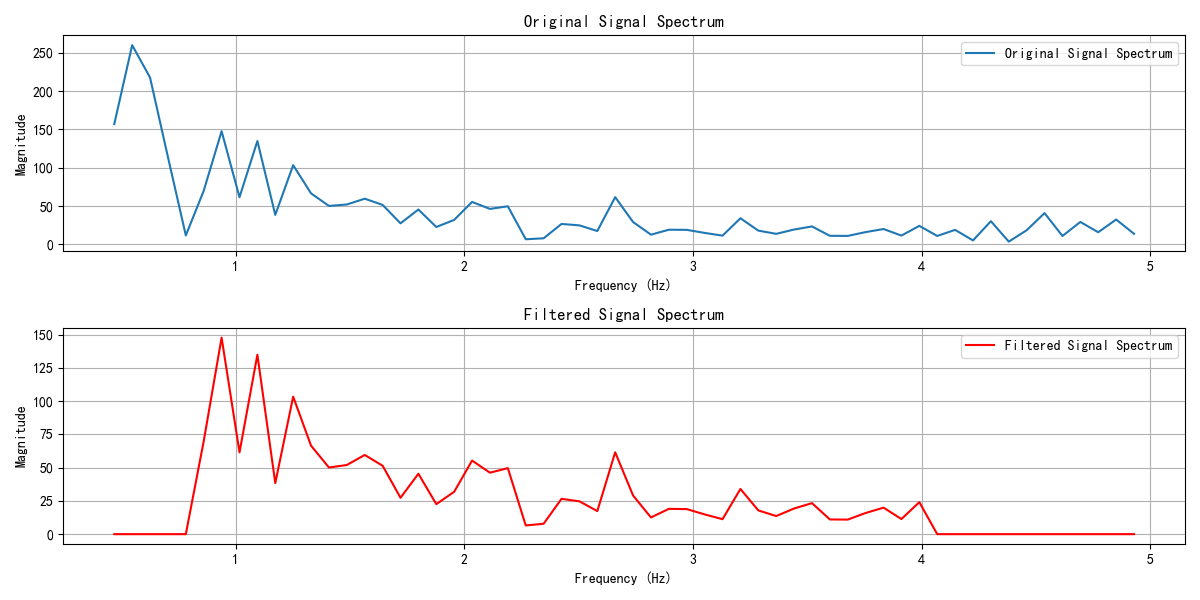 Original Signal Spectrum
Original Signal Spectrum
250
200
150
100
50
0
Magnitude
1 2 3 4 5
Frequency (Hz)
Filtered Signal Spectrum
Filtered Signal Spectrum
150
125
100
75
50
25
0
Magnitude
1 2 3 4 5
Frequency (Hz)